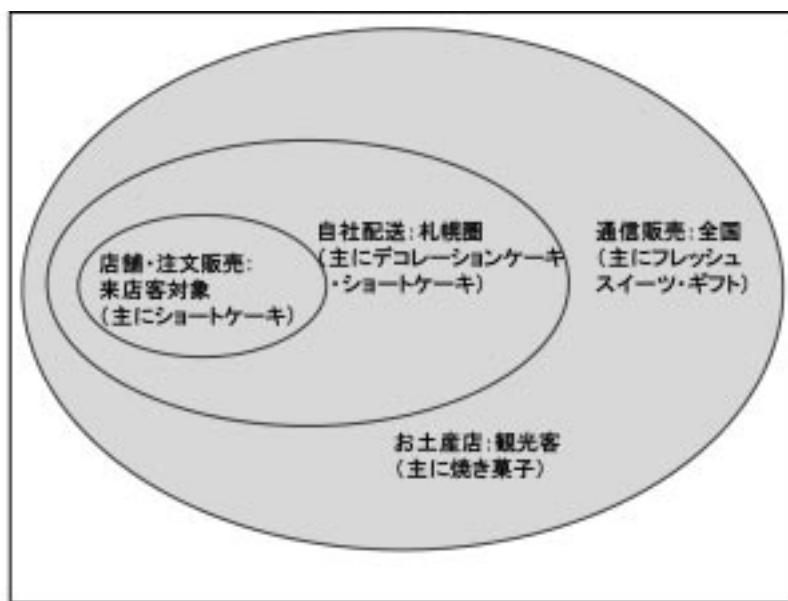 店舗・注文販売：
来店客対象
（主にショートケーキ）
自社配送：札幌圏
（主にデコレーションケーキ
・ショートケーキ）
通信販売：全国
（主にフレッシュ
スイーツ・ギフト）
お土産店：観光客
（主に焼き菓子）